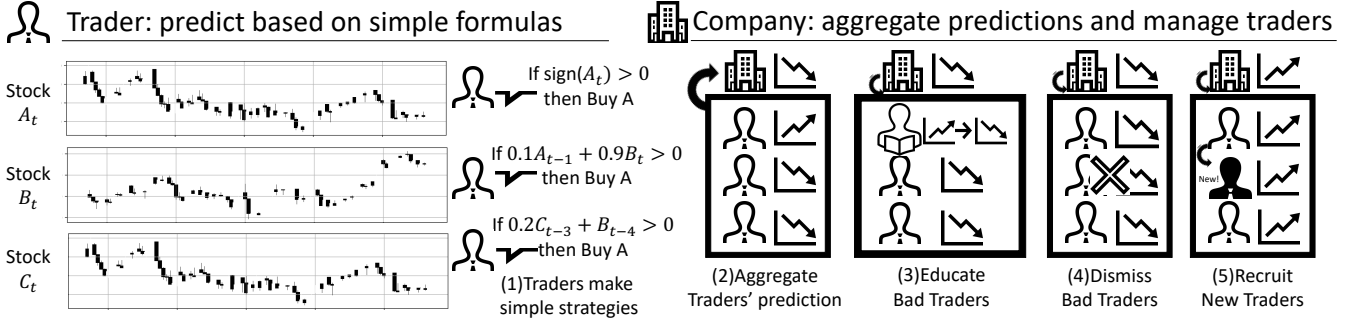 Trader: predict based on simple formulas
Stock
A_t
If sign(A_t) > 0
then Buy A
Stock
B_t
If 0.1A_{t−1} + 0.9B_t > 0
then Buy A
Stock
C_t
If 0.2C_{t−3} + B_{t−4} > 0
then Buy A
(1)Traders make
simple strategies
Company: aggregate predictions and manage traders
New!
(2)Aggregate
Traders’ prediction
(3)Educate
Bad Traders
(4)Dismiss
Bad Traders
(5)Recruit
New Traders